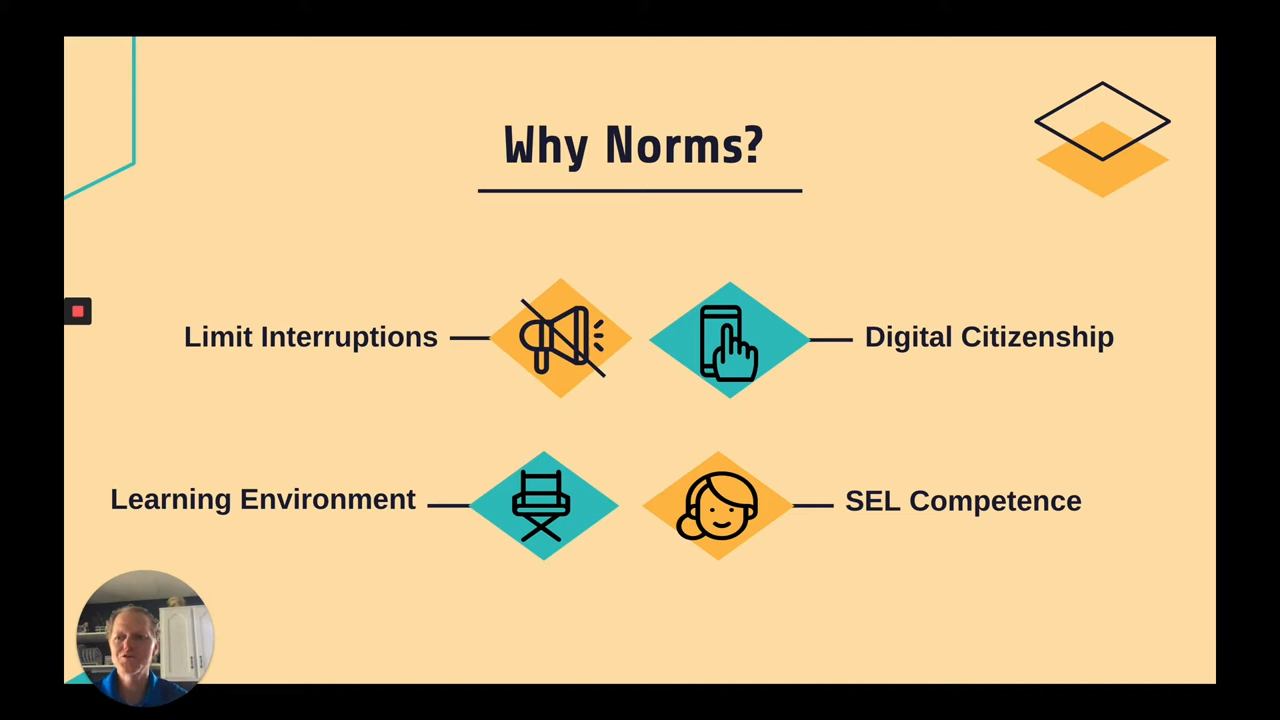 Why Norms?
Limit Interruptions
Digital Citizenship
Learning Environment
SEL Competence